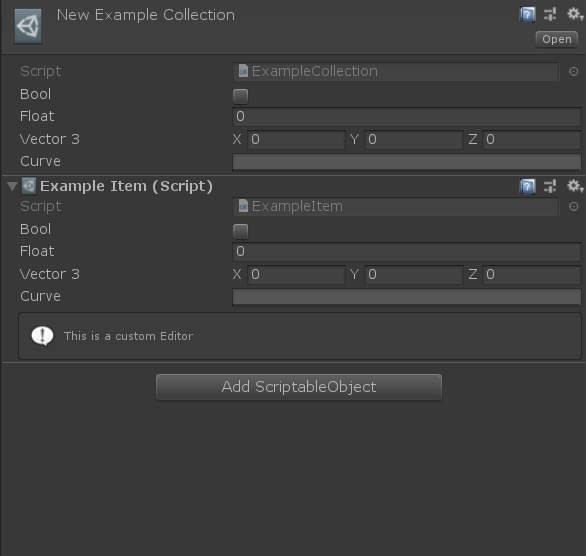 New Example Collection
Open
Script ExampleCollection
Bool
Float 0
Vector 3 X 0 Y 0 Z 0
Curve
Example Item (Script)
Script ExampleItem
Bool
Float 0
Vector 3 X 0 Y 0 Z 0
Curve
This is a custom Editor
Add ScriptableObject